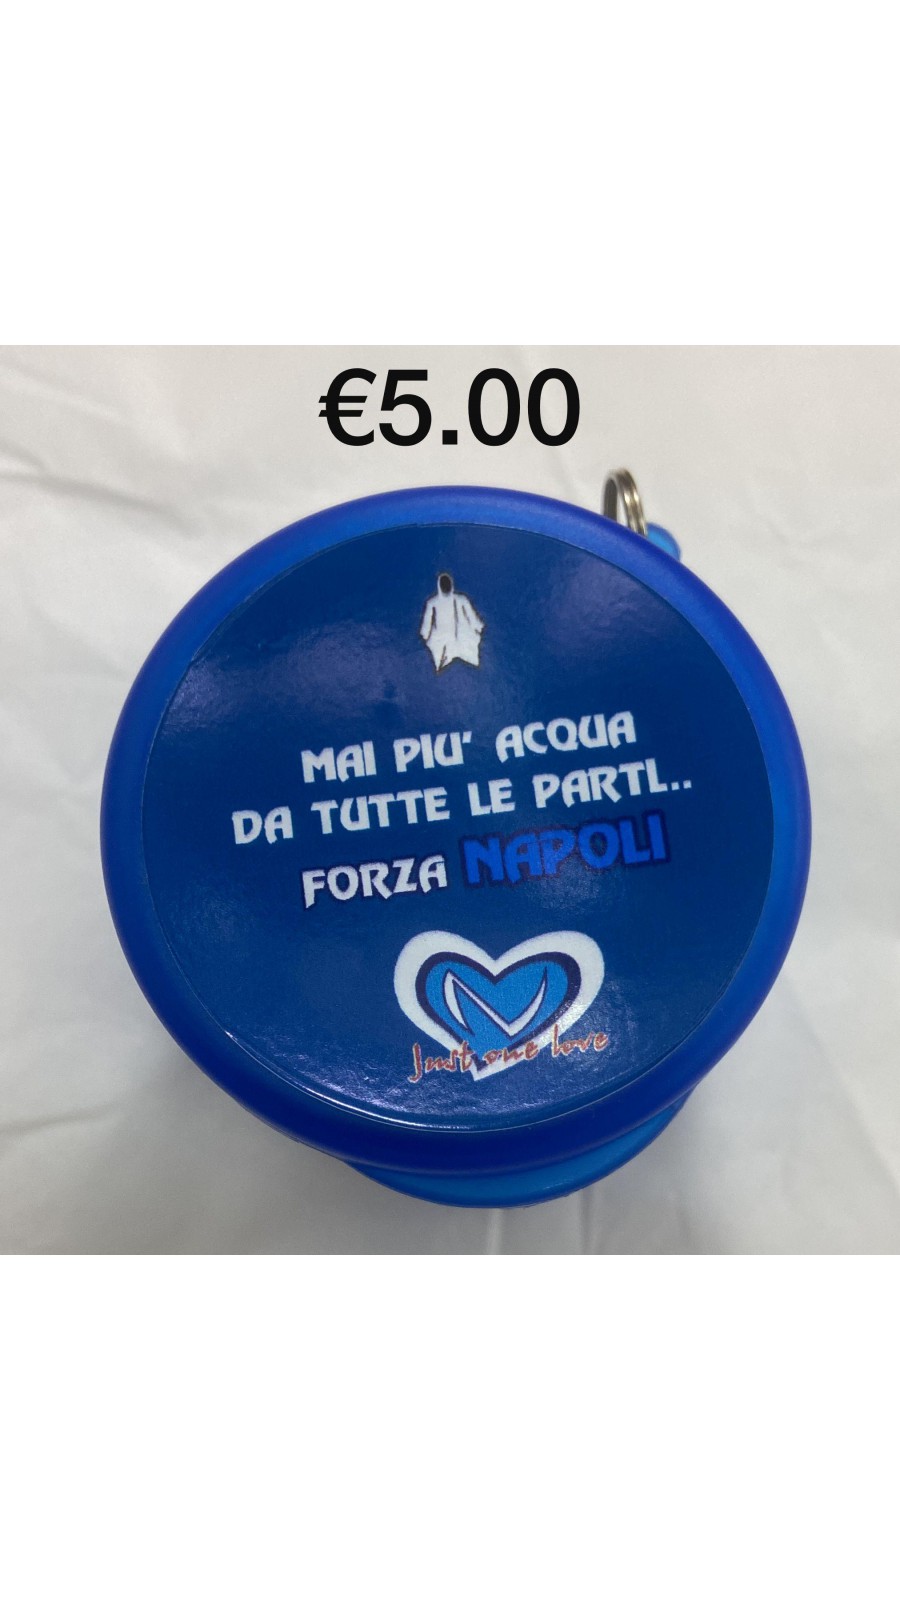 €5.00
MAI PIU' ACQUA
DA TUTTE LE PARTI..
FORZA NAPOLI
N
Just one love